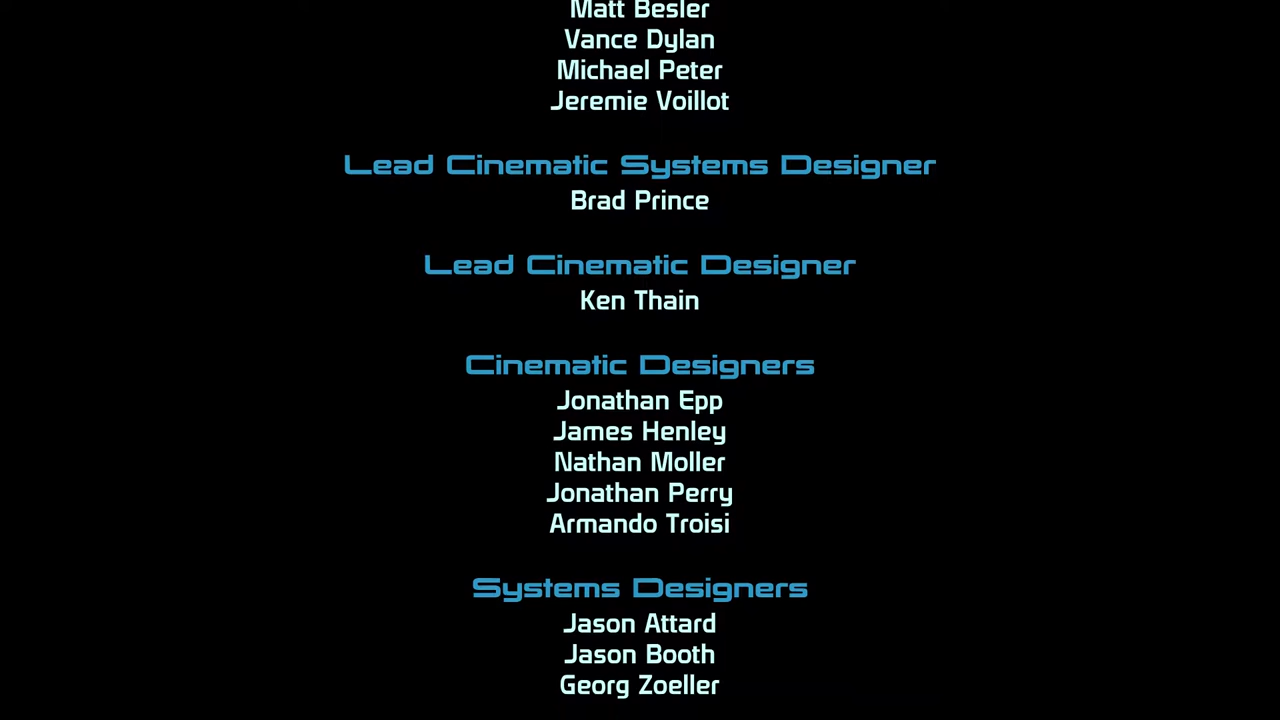 Matt Besler
Vance Dylan
Michael Peter
Jeremie Voillot
Lead Cinematic Systems Designer
Brad Prince
Lead Cinematic Designer
Ken Thain
Cinematic Designers
Jonathan Epp
James Henley
Nathan Moller
Jonathan Perry
Armando Troisi
Systems Designers
Jason Attard
Jason Booth
Georg Zoeller